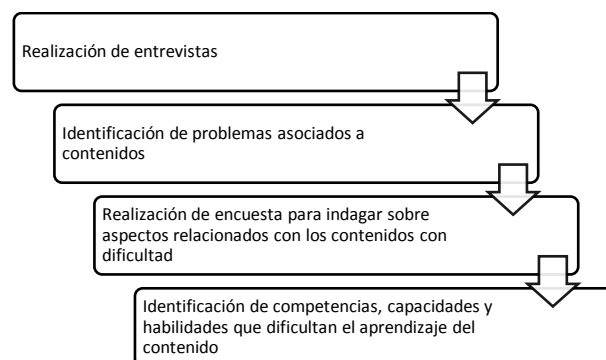 Realización de entrevistas
Identificación de problemas asociados a
contenidos
Realización de encuesta para indagar sobre
aspectos relacionados con los contenidos con
dificultad
Identificación de competencias, capacidades y
habilidades que dificultan el aprendizaje del
contenido